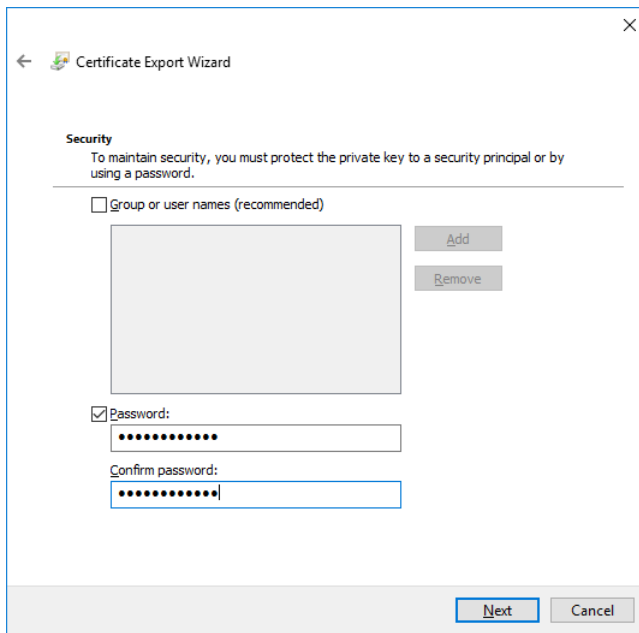 Certificate Export Wizard
Security
To maintain security, you must protect the private key to a security principal or by
using a password.
Group or user names (recommended)
Add
Remove
Password:
●●●●●●●●●●●●
Confirm password:
●●●●●●●●●●●●
Next
Cancel